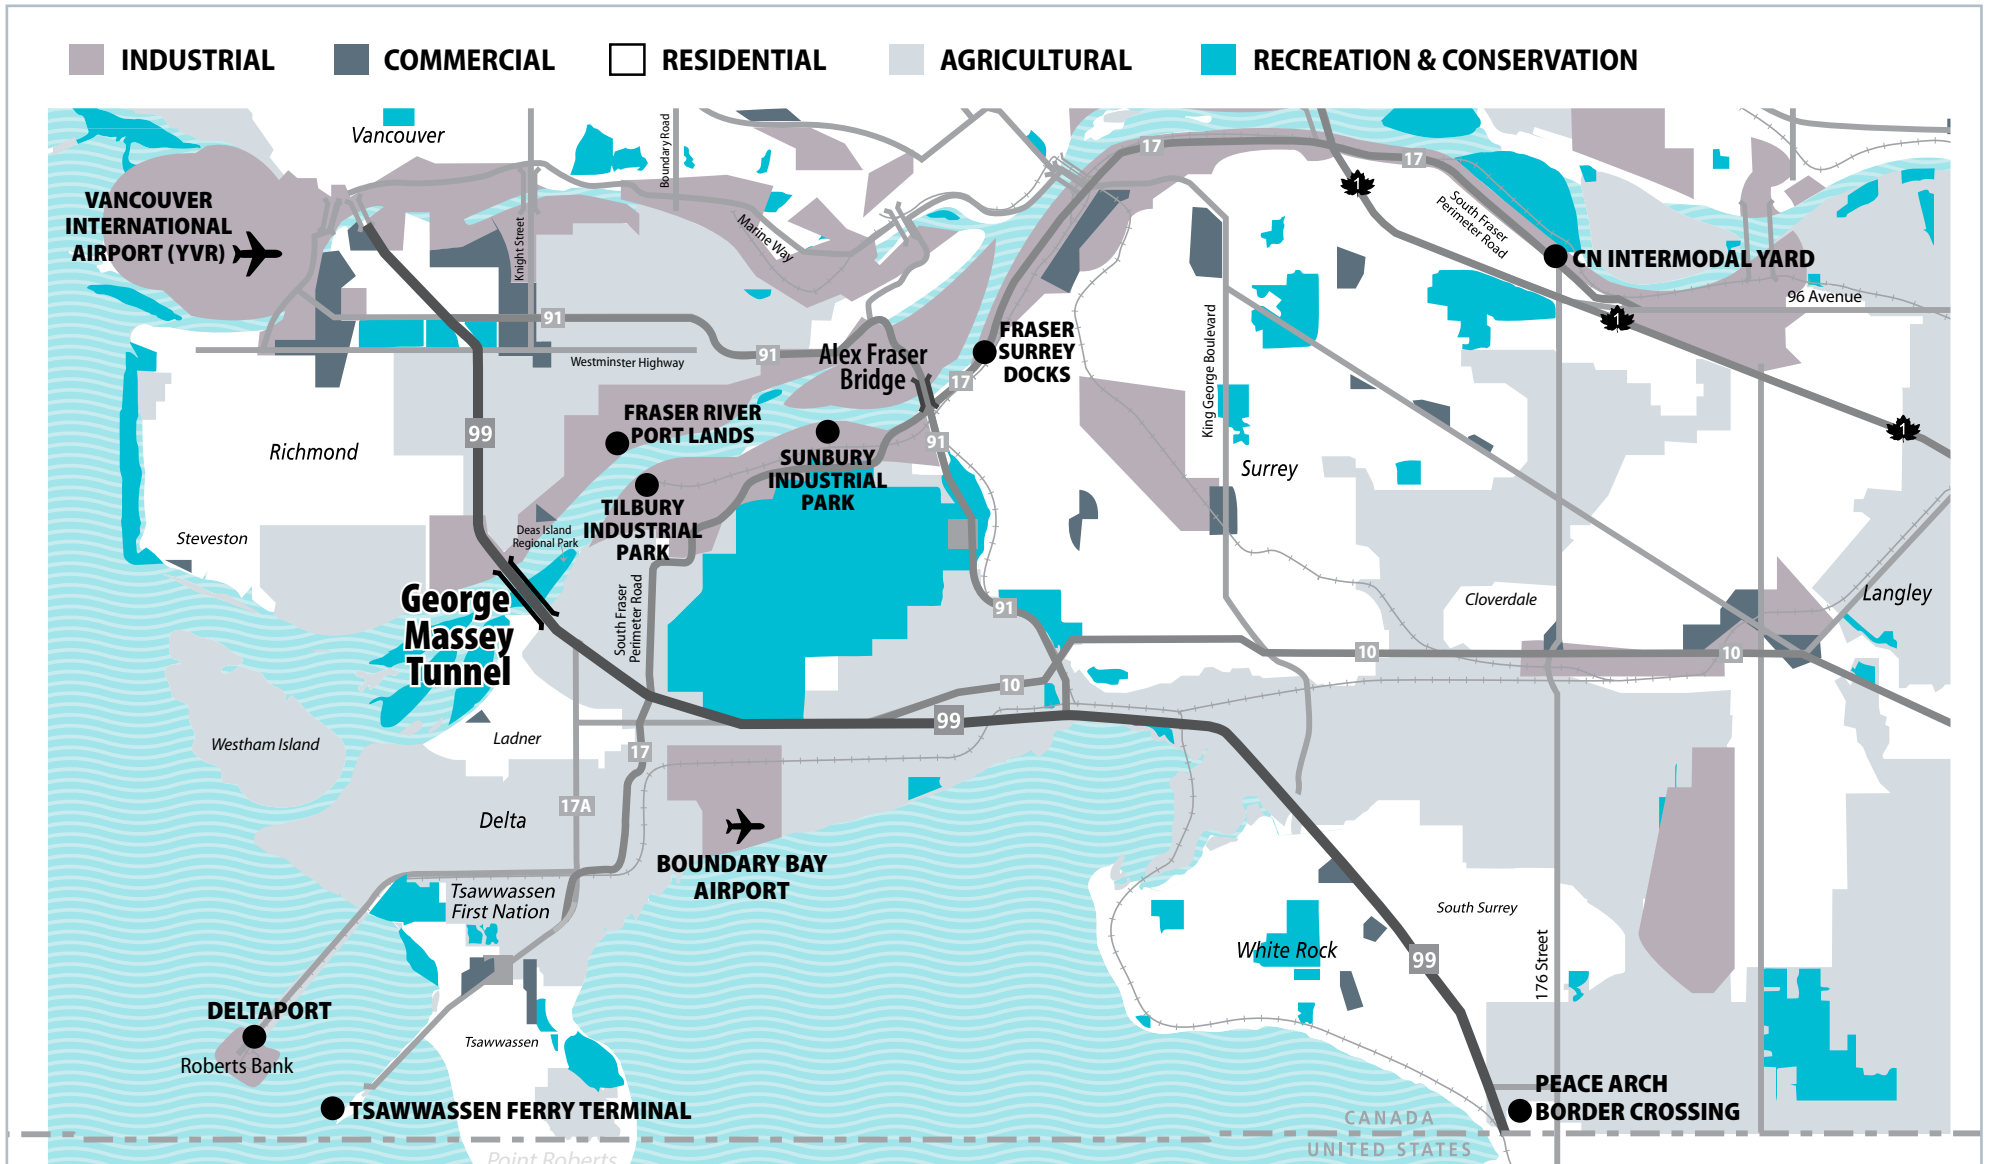 INDUSTRIAL
COMMERCIAL
RESIDENTIAL
AGRICULTURAL
RECREATION & CONSERVATION
Vancouver
Boundary Road
17
17
1
VANCOUVER
INTERNATIONAL
AIRPORT (YVR)
Knight Street
Marine Way
South Fraser
Perimeter Road
CN INTERMODAL YARD
96 Avenue
91
91
1
Westminster Highway
Alex Fraser
Bridge
17
FRASER
SURREY
DOCKS
King George Boulevard
FRASER RIVER
PORT LANDS
99
91
1
Richmond
SUNBURY
INDUSTRIAL
PARK
Surrey
TILBURY
INDUSTRIAL
PARK
Deas Island
Regional Park
Steveston
George
Massey
Tunnel
South Fraser
Perimeter Road
91
Cloverdale
Langley
10
10
10
99
Westham Island
Ladner
17
17A
Delta
BOUNDARY BAY
AIRPORT
Tsawwassen
First Nation
South Surrey
White Rock
99
176 Street
DELTAPORT
Roberts Bank
Tsawwassen
TSAWWASSEN FERRY TERMINAL
PEACE ARCH
BORDER CROSSING
CANADA
UNITED STATES
Point Roberts